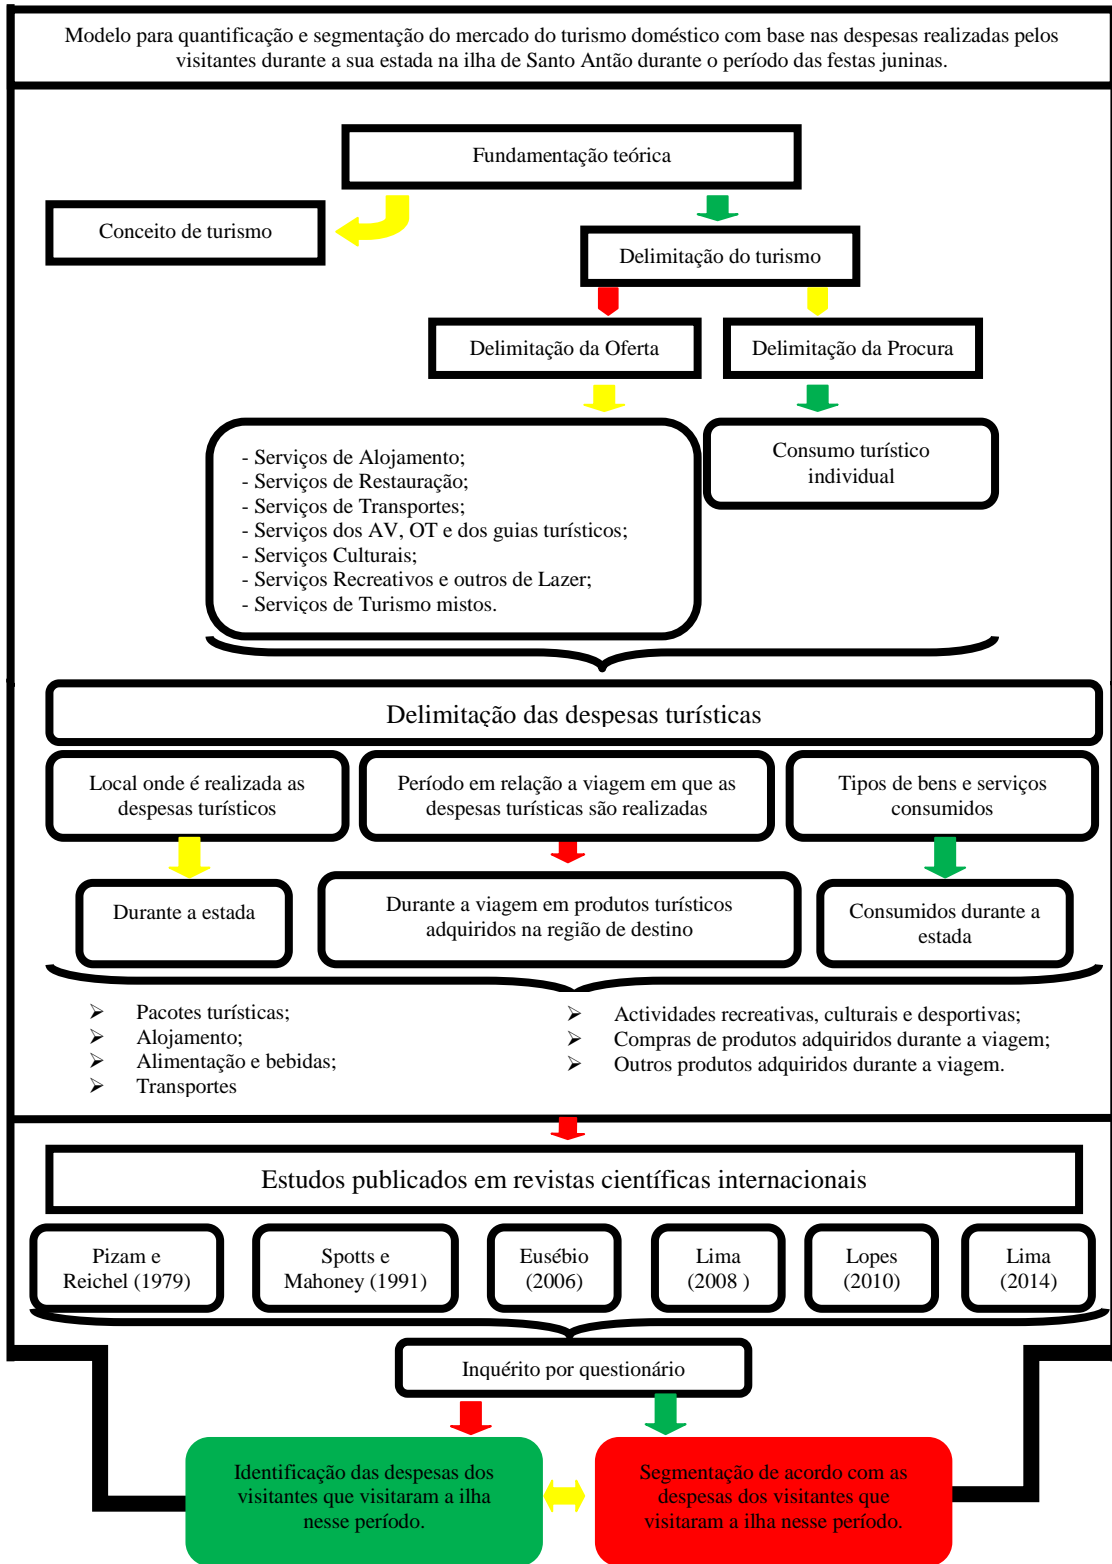 Modelo para quantificação e segmentação do mercado do turismo doméstico com base nas despesas realizadas pelos
visitantes durante a sua estada na ilha de Santo Antão durante o período das festas juninas.
Fundamentação teórica
Conceito de turismo
Delimitação do turismo
Delimitação da Oferta
Delimitação da Procura
- Serviços de Alojamento;
- Serviços de Restauração;
- Serviços de Transportes;
- Serviços dos AV, OT e dos guias turísticos;
- Serviços Culturais;
- Serviços Recreativos e outros de Lazer;
- Serviços de Turismo mistos.
Consumo turístico
individual
Delimitação das despesas turísticas
Local onde é realizada as
despesas turísticos
Período em relação a viagem em que as
despesas turísticas são realizadas
Tipos de bens e serviços
consumidos
Durante a estada
Durante a viagem em produtos turísticos
adquiridos na região de destino
Consumidos durante a
estada
➢ Pacotes turísticas;
➢ Alojamento;
➢ Alimentação e bebidas;
➢ Transportes
➢ Actividades recreativas, culturais e desportivas;
➢ Compras de produtos adquiridos durante a viagem;
➢ Outros produtos adquiridos durante a viagem.
Estudos publicados em revistas científicas internacionais
Pizam e
Reichel (1979)
Spotts e
Mahoney (1991)
Eusébio
(2006)
Lima
(2008 )
Lopes
(2010)
Lima
(2014)
Inquérito por questionário
Identificação das despesas dos
visitantes que visitaram a ilha
nesse período.
Segmentação de acordo com as
despesas dos visitantes que
visitaram a ilha nesse período.